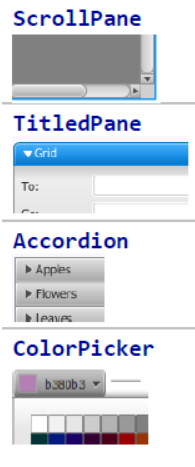 ScrollPane
TitledPane
Grid
To:
Accordion
Apples
Flowers
Leaves
ColorPicker
b380b3